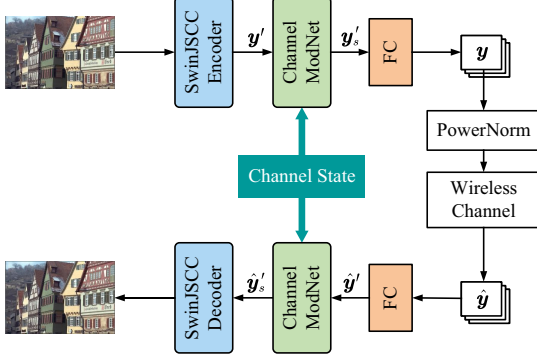 SwinJSCC
Encoder
y′
Channel
ModNet
y′ₛ
FC
y
PowerNorm
Wireless
Channel
Channel State
SwinJSCC
Decoder
ŷ′ₛ
Channel
ModNet
ŷ′
FC
ŷ